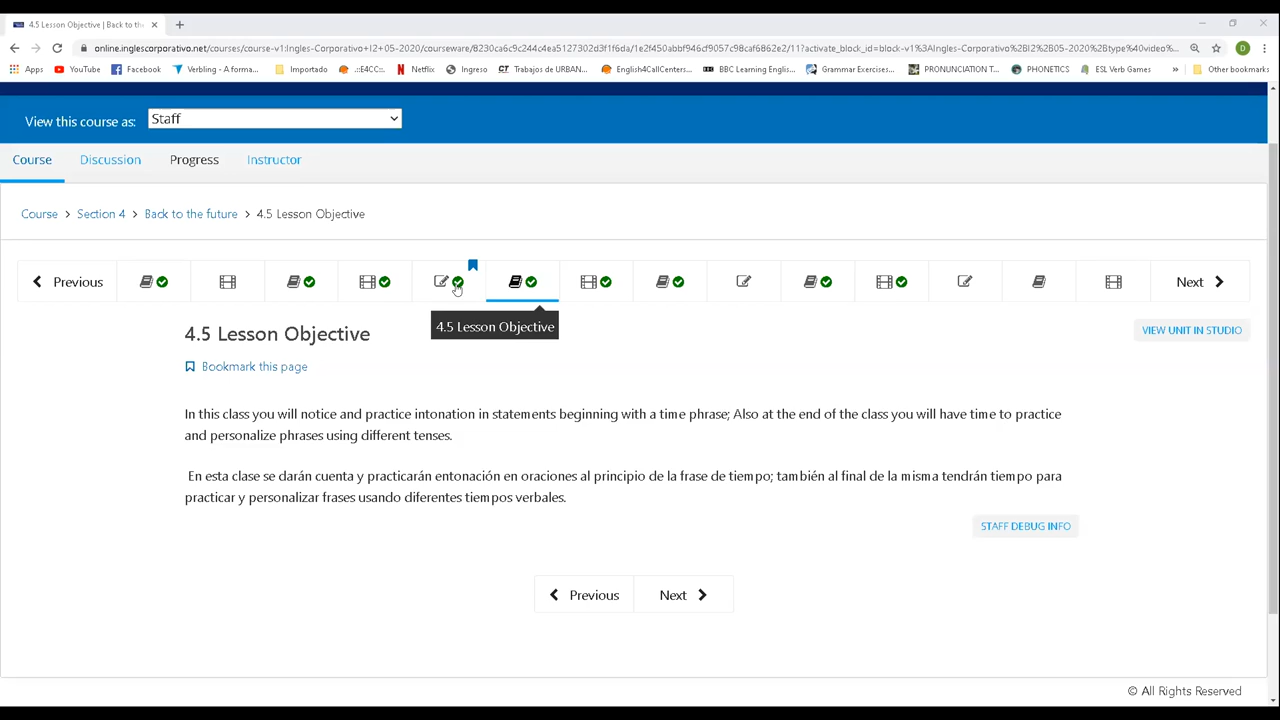 4.5 Lesson Objective | Back to th
online.inglescorporativo.net/courses/course-v1:Ingles-Corporativo+I2+05-2020/courseware/8230ca6c9c244c4ea5127302d3f1f6da/1e2f450abbf946cf9057c98caf6862e2/11?activate_block_id=block-v1%3AIngles-Corporativo%2BI2%2B05-2020%2Btype%40video...
D
Apps YouTube Facebook Verbling - A forma... Importado .::E4CC::. Netflix Ingreso Trabajos de URBAN... English4CallCenters... BBC Learning Englis... Grammar Exercises... PRONUNCIATION T... PHONETICS ESL Verb Games » Other bookmarks
View this course as: Staff
Course Discussion Progress Instructor
Course > Section 4 > Back to the future > 4.5 Lesson Objective
Previous Next
4.5 Lesson Objective
4.5 Lesson Objective
VIEW UNIT IN STUDIO
Bookmark this page
In this class you will notice and practice intonation in statements beginning with a time phrase; Also at the end of the class you will have time to practice
and personalize phrases using different tenses.
En esta clase se darán cuenta y practicarán entonación en oraciones al principio de la frase de tiempo; también al final de la misma tendrán tiempo para
practicar y personalizar frases usando diferentes tiempos verbales.
STAFF DEBUG INFO
Previous Next
© All Rights Reserved